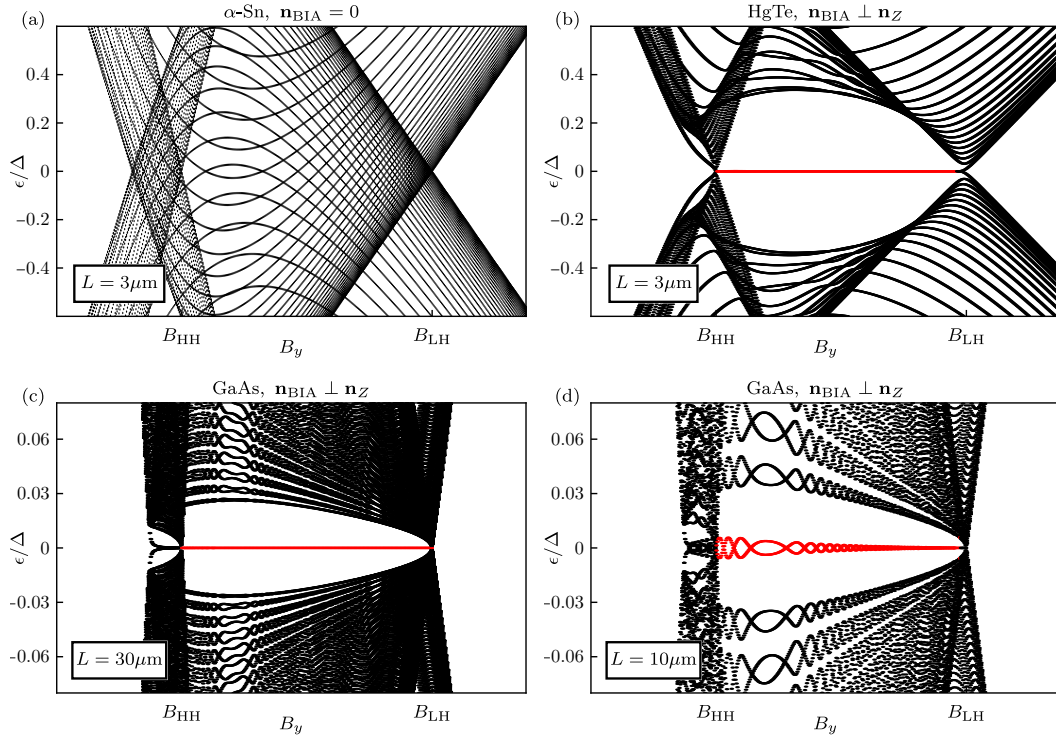 (a)
α-Sn, n_BIA = 0
ϵ/Δ
0.4
0.2
0
-0.2
-0.4
L = 3μm
B_HH
B_y
B_LH
(b)
HgTe, n_BIA ⊥ n_Z
ϵ/Δ
0.4
0.2
0
-0.2
-0.4
L = 3μm
B_HH
B_y
B_LH
(c)
GaAs, n_BIA ⊥ n_Z
ϵ/Δ
0.06
0.03
0
-0.03
-0.06
L = 30μm
B_HH
B_y
B_LH
(d)
GaAs, n_BIA ⊥ n_Z
ϵ/Δ
0.06
0.03
0
-0.03
-0.06
L = 10μm
B_HH
B_y
B_LH